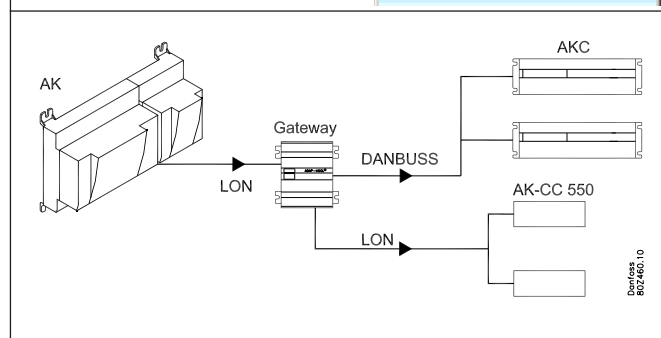 AK
AKC
Gateway
DANBUSS
LON
AK-CC 550
LON
Danfoss
80Z460.10